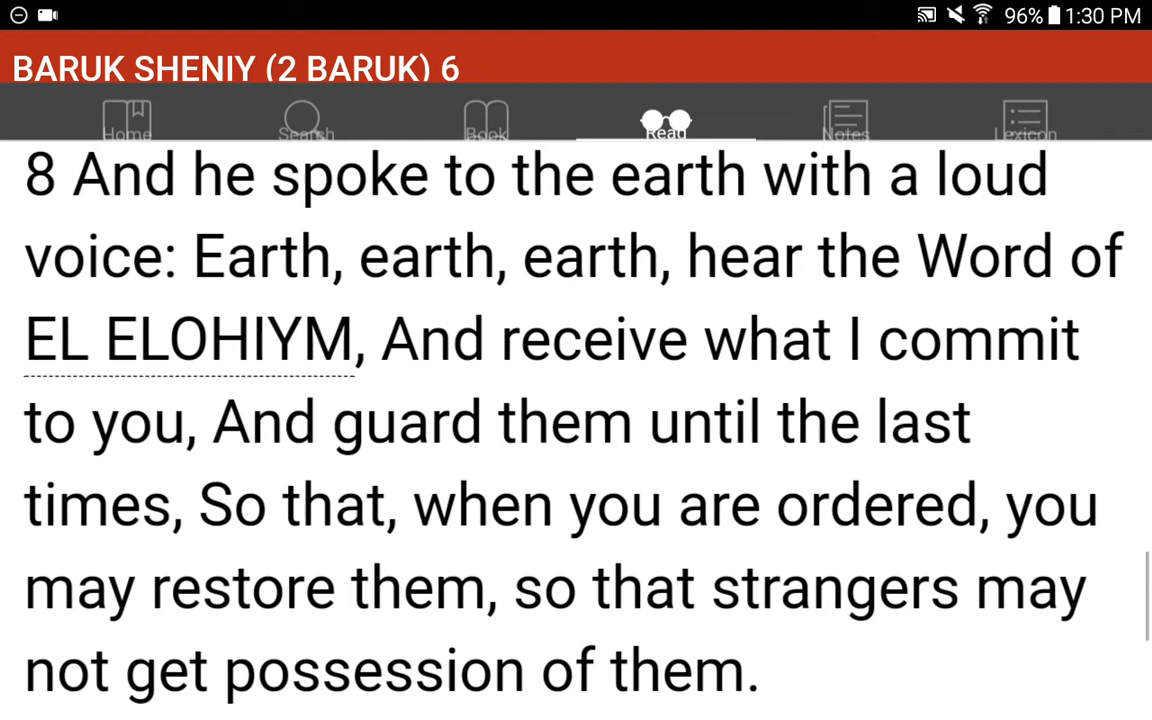 96% 1:30 PM
BARUK SHENIY (2 BARUK) 6
Home Search Book Read Notes Lexicon
8 And he spoke to the earth with a loud
voice: Earth, earth, earth, hear the Word of
EL ELOHIYM, And receive what I commit
to you, And guard them until the last
times, So that, when you are ordered, you
may restore them, so that strangers may
not get possession of them.